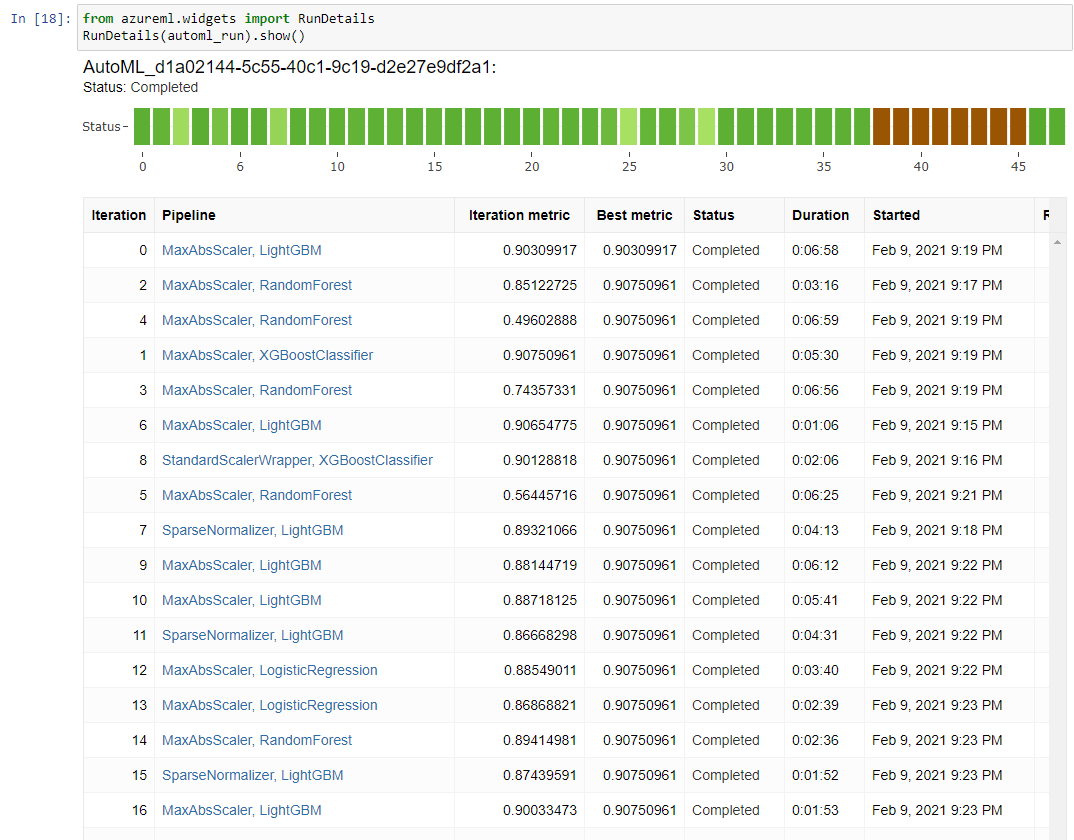 In [18]: from azureml.widgets import RunDetails
RunDetails(automl_run).show()
AutoML_d1a02144-5c55-40c1-9c19-d2e27e9df2a1:
Status: Completed
Status
0 6 10 15 20 25 30 35 40 45
Iteration Pipeline Iteration metric Best metric Status Duration Started R
0 MaxAbsScaler, LightGBM 0.90309917 0.90309917 Completed 0:06:58 Feb 9, 2021 9:19 PM
2 MaxAbsScaler, RandomForest 0.85122725 0.90750961 Completed 0:03:16 Feb 9, 2021 9:17 PM
4 MaxAbsScaler, RandomForest 0.49602888 0.90750961 Completed 0:06:59 Feb 9, 2021 9:19 PM
1 MaxAbsScaler, XGBoostClassifier 0.90750961 0.90750961 Completed 0:05:30 Feb 9, 2021 9:19 PM
3 MaxAbsScaler, RandomForest 0.74357331 0.90750961 Completed 0:06:56 Feb 9, 2021 9:19 PM
6 MaxAbsScaler, LightGBM 0.90654775 0.90750961 Completed 0:01:06 Feb 9, 2021 9:15 PM
8 StandardScalerWrapper, XGBoostClassifier 0.90128818 0.90750961 Completed 0:02:06 Feb 9, 2021 9:16 PM
5 MaxAbsScaler, RandomForest 0.56445716 0.90750961 Completed 0:06:25 Feb 9, 2021 9:21 PM
7 SparseNormalizer, LightGBM 0.89321066 0.90750961 Completed 0:04:13 Feb 9, 2021 9:18 PM
9 MaxAbsScaler, LightGBM 0.88144719 0.90750961 Completed 0:06:12 Feb 9, 2021 9:22 PM
10 MaxAbsScaler, LightGBM 0.88718125 0.90750961 Completed 0:05:41 Feb 9, 2021 9:22 PM
11 SparseNormalizer, LightGBM 0.86668298 0.90750961 Completed 0:04:31 Feb 9, 2021 9:22 PM
12 MaxAbsScaler, LogisticRegression 0.88549011 0.90750961 Completed 0:03:40 Feb 9, 2021 9:22 PM
13 MaxAbsScaler, LogisticRegression 0.86868821 0.90750961 Completed 0:02:39 Feb 9, 2021 9:23 PM
14 MaxAbsScaler, RandomForest 0.89414981 0.90750961 Completed 0:02:36 Feb 9, 2021 9:23 PM
15 SparseNormalizer, LightGBM 0.87439591 0.90750961 Completed 0:01:52 Feb 9, 2021 9:23 PM
16 MaxAbsScaler, LightGBM 0.90033473 0.90750961 Completed 0:01:53 Feb 9, 2021 9:23 PM